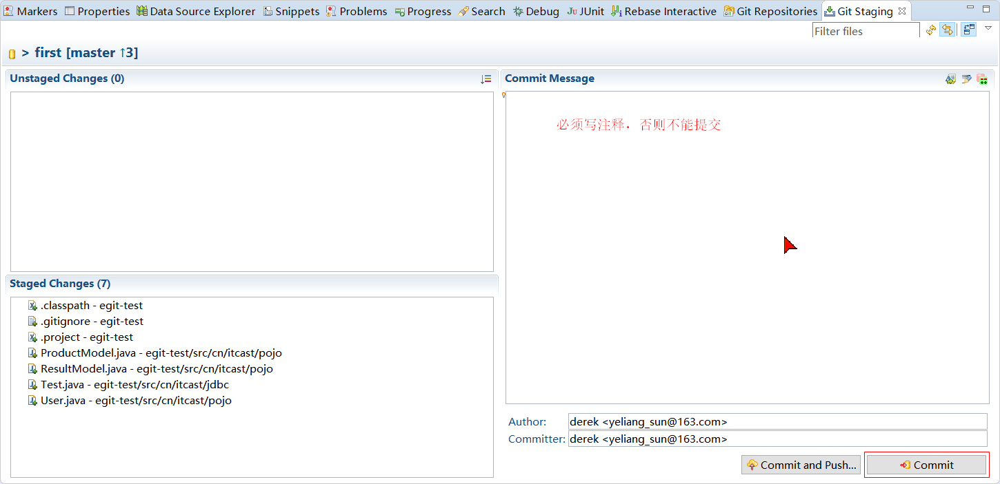 Markers Properties Data Source Explorer Snippets Problems Progress Search Debug JUnit Rebase Interactive Git Repositories Git Staging
Filter files
> first [master ↑3]
Unstaged Changes (0)
Staged Changes (7)
.classpath - egit-test
.gitignore - egit-test
.project - egit-test
ProductModel.java - egit-test/src/cn/itcast/pojo
ResultModel.java - egit-test/src/cn/itcast/pojo
Test.java - egit-test/src/cn/itcast/jdbc
User.java - egit-test/src/cn/itcast/pojo
Commit Message
必须写注释，否则不能提交
Author: derek <yeliang_sun@163.com>
Committer: derek <yeliang_sun@163.com>
Commit and Push... Commit